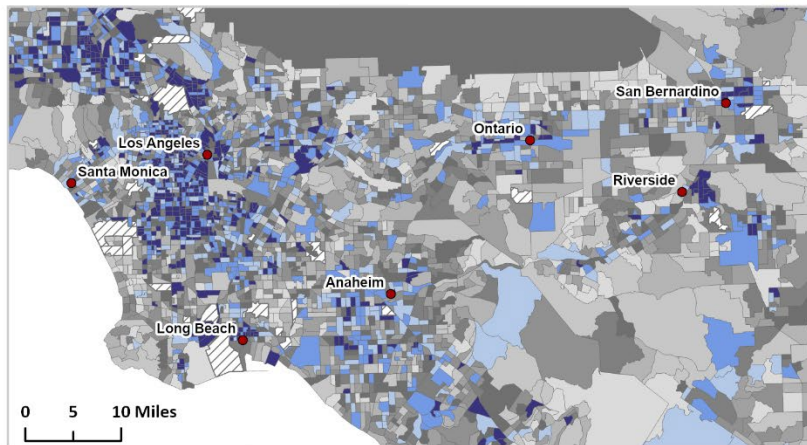 San Bernardino
Ontario
Los Angeles
Santa Monica
Riverside
Anaheim
Long Beach
0 5 10 Miles